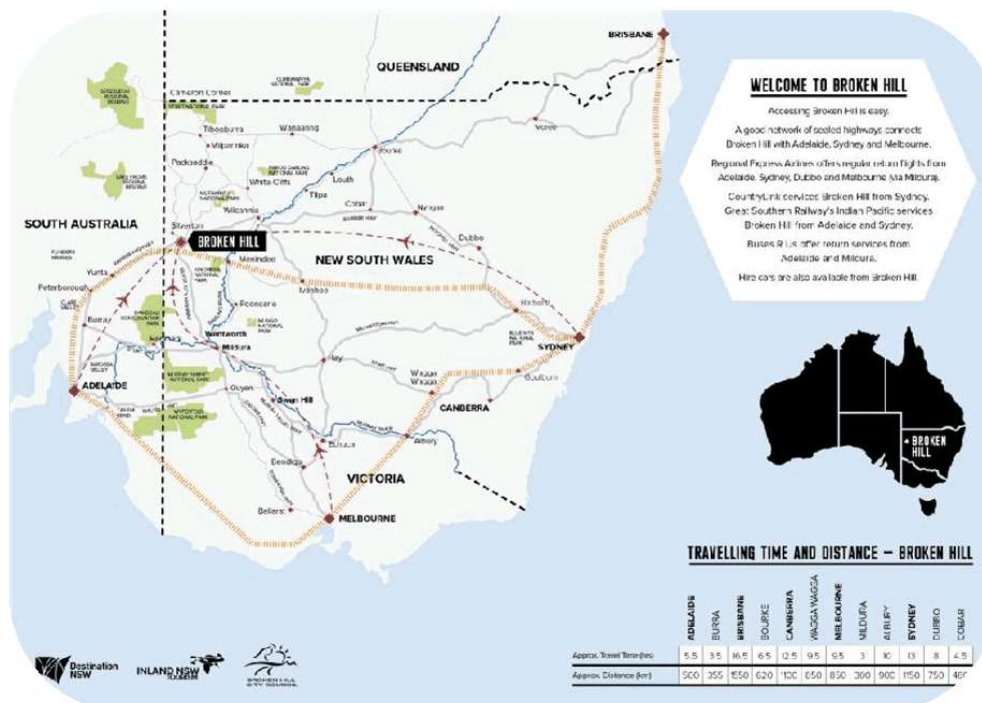 BRISBANE
QUEENSLAND
Cameron Corner
Tibooburra
Wanaaring
Milparinka
Packsaddle
Bourke
White Cliffs
Louth
Tilpa
Wilcannia
Cobar
Nyngan
SOUTH AUSTRALIA
Silverton
BROKEN HILL
Dubbo
Menindee
NEW SOUTH WALES
Yunta
Ivanhoe
Peterborough
Pooncarie
Wentworth
Mildura
SYDNEY
Hay
Wagga
Wagga
Goulburn
ADELAIDE
Ouyen
Swan Hill
CANBERRA
Albury
Bendigo
VICTORIA
MELBOURNE
WELCOME TO BROKEN HILL
Accessing Broken Hill is easy.
A good network of sealed highways connects
Broken Hill with Adelaide, Sydney and Melbourne.
Regional Express Airlines offers regular return flights from
Adelaide, Sydney, Dubbo and Melbourne (via Mildura).
CountryLink services Broken Hill from Sydney.
Great Southern Railway's Indian Pacific services
Broken Hill from Adelaide and Sydney.
Buses R Us offer return services from
Adelaide and Mildura.
Hire cars are also available from Broken Hill.
BROKEN
HILL
TRAVELLING TIME AND DISTANCE – BROKEN HILL
ADELAIDE BURRA BRISBANE BOURKE CANBERRA WAGGA WAGGA MELBOURNE MILDURA ALBURY SYDNEY DUBBO COBAR
Approx. Travel Time (hrs) 5.5 3.5 16.5 6.5 12.5 9.5 9.5 3 10 13 8 4.5
Approx. Distance (km) 500 355 1550 620 1100 850 850 300 900 1150 750
Destination
NSW
INLAND NSW
TOURISM
BROKEN HILL
CITY COUNCIL